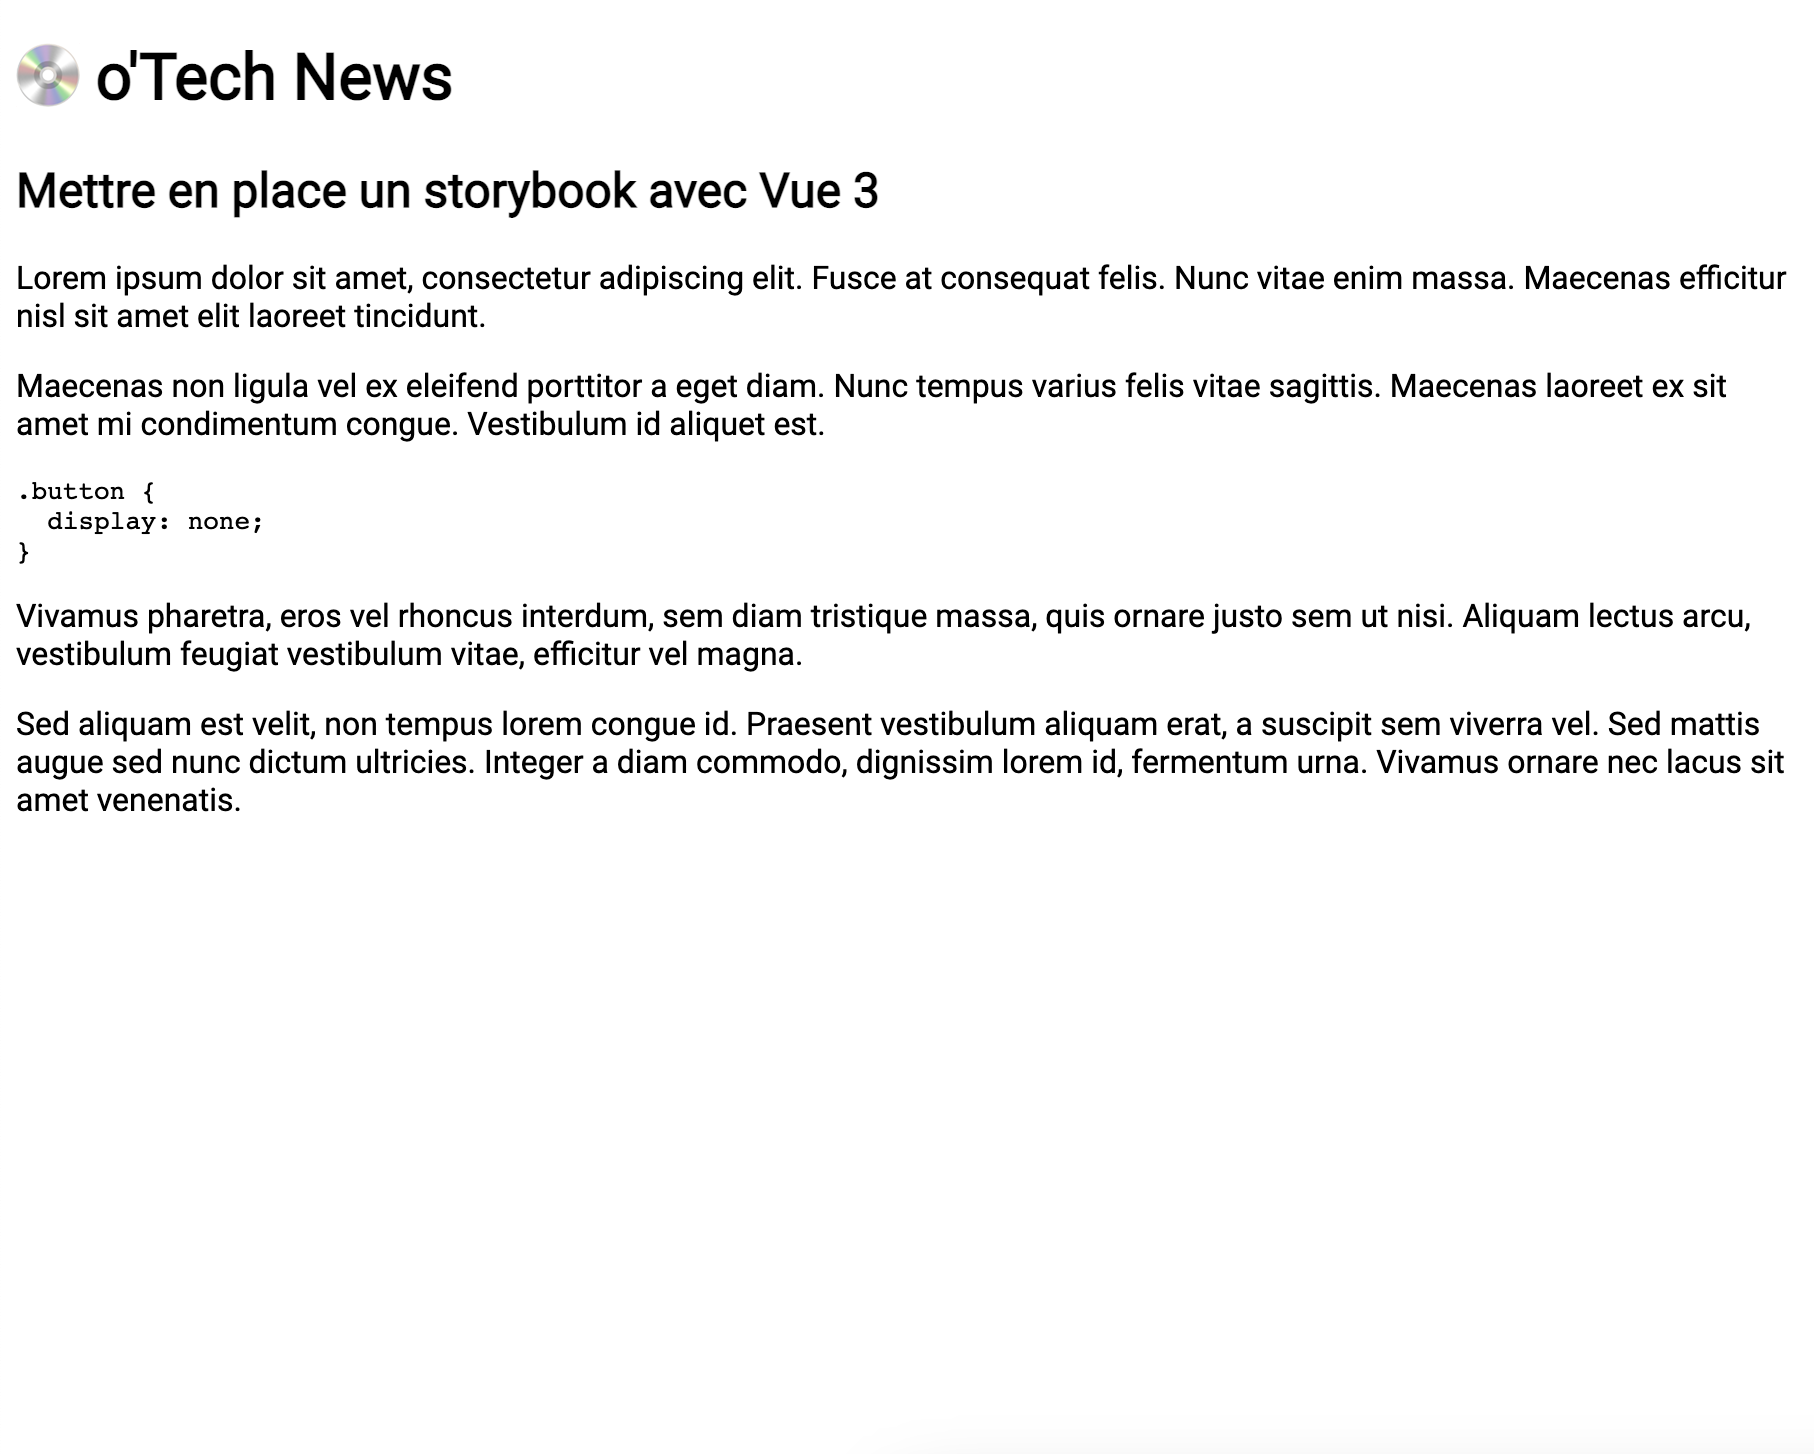 o'Tech News
Mettre en place un storybook avec Vue 3
Lorem ipsum dolor sit amet, consectetur adipiscing elit. Fusce at consequat felis. Nunc vitae enim massa. Maecenas efficitur
nisl sit amet elit laoreet tincidunt.
Maecenas non ligula vel ex eleifend porttitor a eget diam. Nunc tempus varius felis vitae sagittis. Maecenas laoreet ex sit
amet mi condimentum congue. Vestibulum id aliquet est.
.button {
  display: none;
}
Vivamus pharetra, eros vel rhoncus interdum, sem diam tristique massa, quis ornare justo sem ut nisi. Aliquam lectus arcu,
vestibulum feugiat vestibulum vitae, efficitur vel magna.
Sed aliquam est velit, non tempus lorem congue id. Praesent vestibulum aliquam erat, a suscipit sem viverra vel. Sed mattis
augue sed nunc dictum ultricies. Integer a diam commodo, dignissim lorem id, fermentum urna. Vivamus ornare nec lacus sit
amet venenatis.